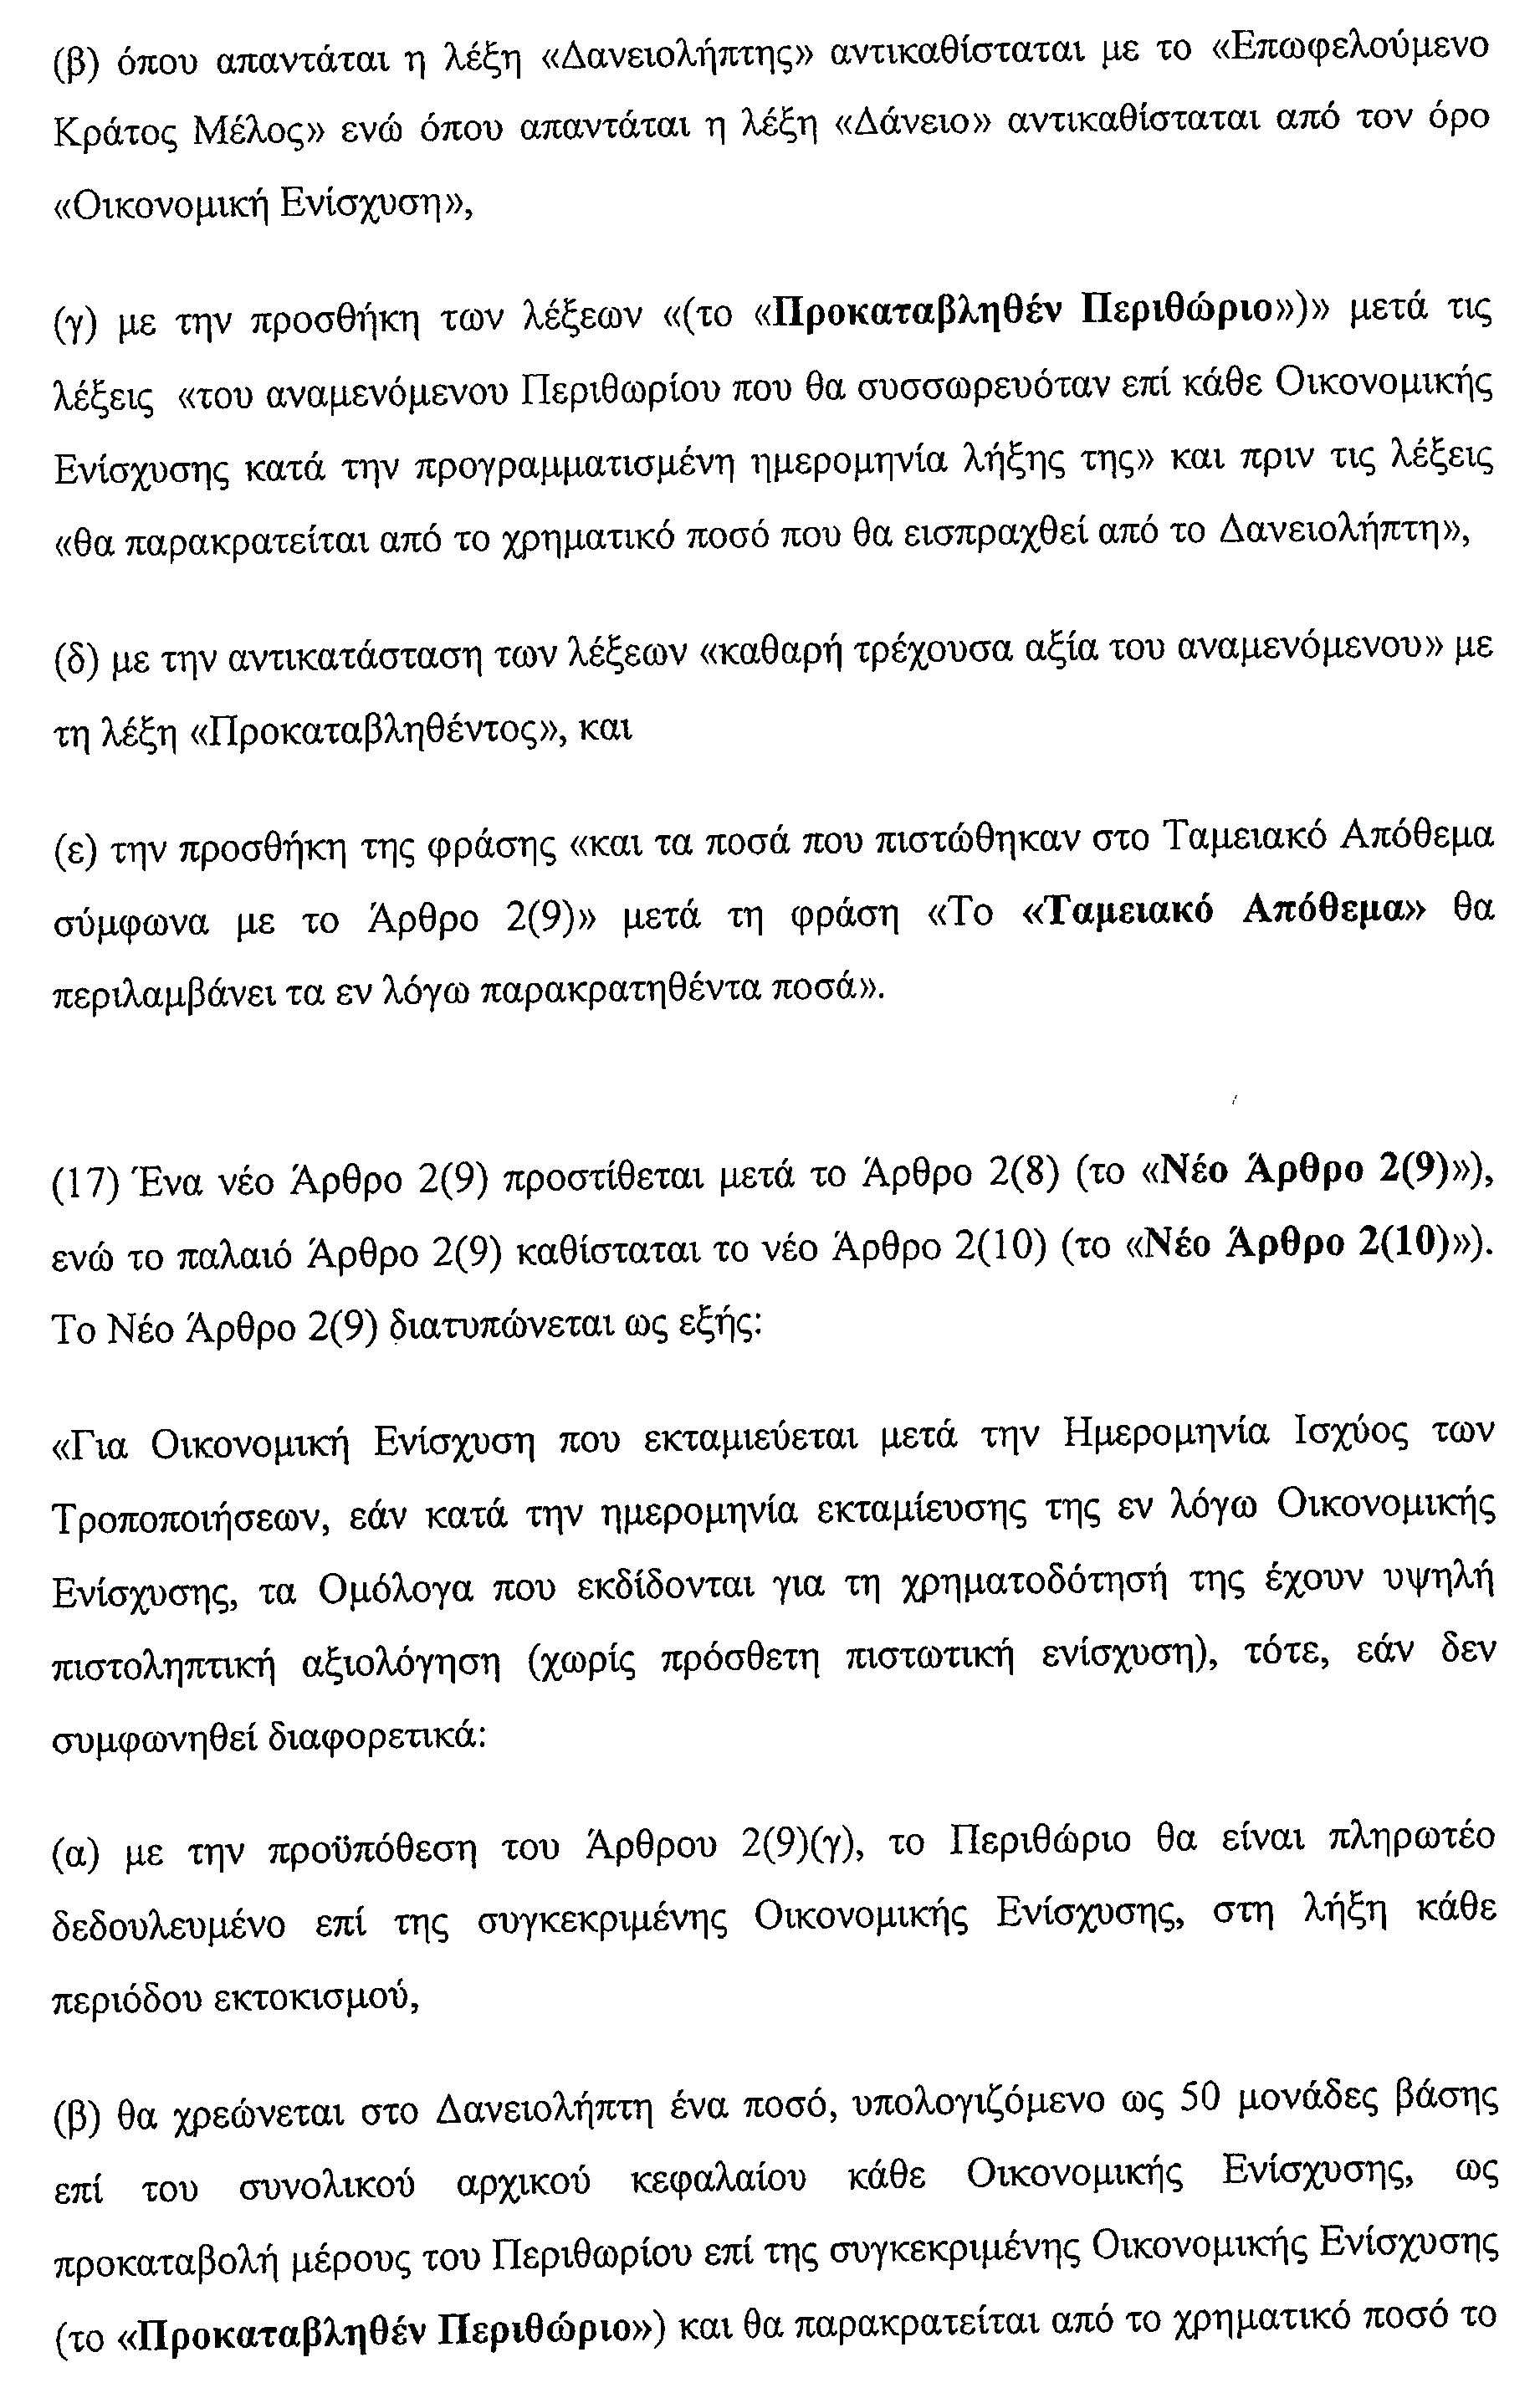 (β) όπου απαντάται η λέξη «Δανειολήπτης» αντικαθίσταται με το «Επωφελούμενο
Κράτος Μέλος» ενώ όπου απαντάται η λέξη «Δάνειο» αντικαθίσταται από τον όρο
«Οικονομική Ενίσχυση»,
(γ) με την προσθήκη των λέξεων «(το «Προκαταβληθέν Περιθώριο»)» μετά τις
λέξεις «του αναμενόμενου Περιθωρίου που θα συσσωρευόταν επί κάθε Οικονομικής
Ενίσχυσης κατά την προγραμματισμένη ημερομηνία λήξης της» και πριν τις λέξεις
«θα παρακρατείται από το χρηματικό ποσό που θα εισπραχθεί από το Δανειολήπτη»,
(δ) με την αντικατάσταση των λέξεων «καθαρή τρέχουσα αξία του αναμενόμενου» με
τη λέξη «Προκαταβληθέντος», και
(ε) την προσθήκη της φράσης «και τα ποσά που πιστώθηκαν στο Ταμειακό Απόθεμα
σύμφωνα με το Άρθρο 2(9)» μετά τη φράση «Το «Ταμειακό Απόθεμα» θα
περιλαμβάνει τα εν λόγω παρακρατηθέντα ποσά».
(17) Ένα νέο Άρθρο 2(9) προστίθεται μετά το Άρθρο 2(8) (το «Νέο Άρθρο 2(9)»),
ενώ το παλαιό Άρθρο 2(9) καθίσταται το νέο Άρθρο 2(10) (το «Νέο Άρθρο 2(10)»).
Το Νέο Άρθρο 2(9) διατυπώνεται ως εξής:
«Για Οικονομική Ενίσχυση που εκταμιεύεται μετά την Ημερομηνία Ισχύος των
Τροποποιήσεων, εάν κατά την ημερομηνία εκταμίευσης της εν λόγω Οικονομικής
Ενίσχυσης, τα Ομόλογα που εκδίδονται για τη χρηματοδότησή της έχουν υψηλή
πιστοληπτική αξιολόγηση (χωρίς πρόσθετη πιστωτική ενίσχυση), τότε, εάν δεν
συμφωνηθεί διαφορετικά:
(α) με την προϋπόθεση του Άρθρου 2(9)(γ), το Περιθώριο θα είναι πληρωτέο
δεδουλευμένο επί της συγκεκριμένης Οικονομικής Ενίσχυσης, στη λήξη κάθε
περιόδου εκτοκισμού,
(β) θα χρεώνεται στο Δανειολήπτη ένα ποσό, υπολογιζόμενο ως 50 μονάδες βάσης
επί του συνολικού αρχικού κεφαλαίου κάθε Οικονομικής Ενίσχυσης, ως
προκαταβολή μέρους του Περιθωρίου επί της συγκεκριμένης Οικονομικής Ενίσχυσης
(το «Προκαταβληθέν Περιθώριο») και θα παρακρατείται από το χρηματικό ποσό το